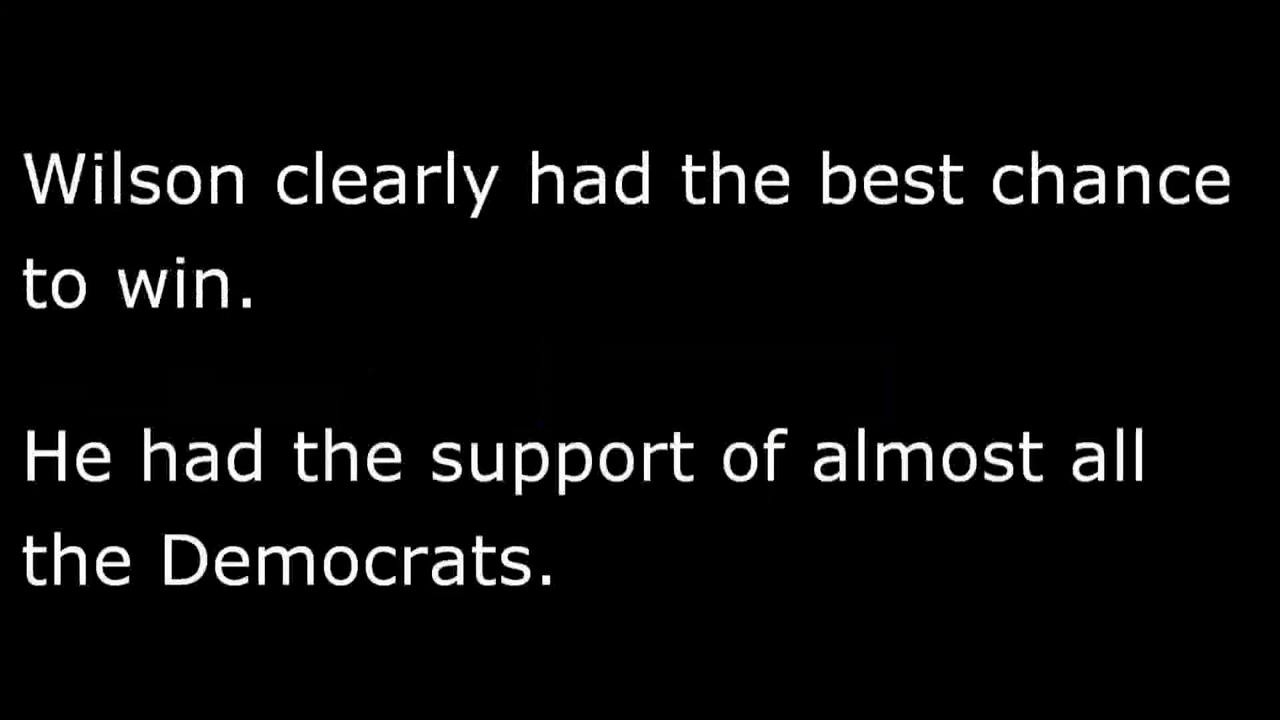 Wilson clearly had the best chance
to win.
He had the support of almost all
the Democrats.